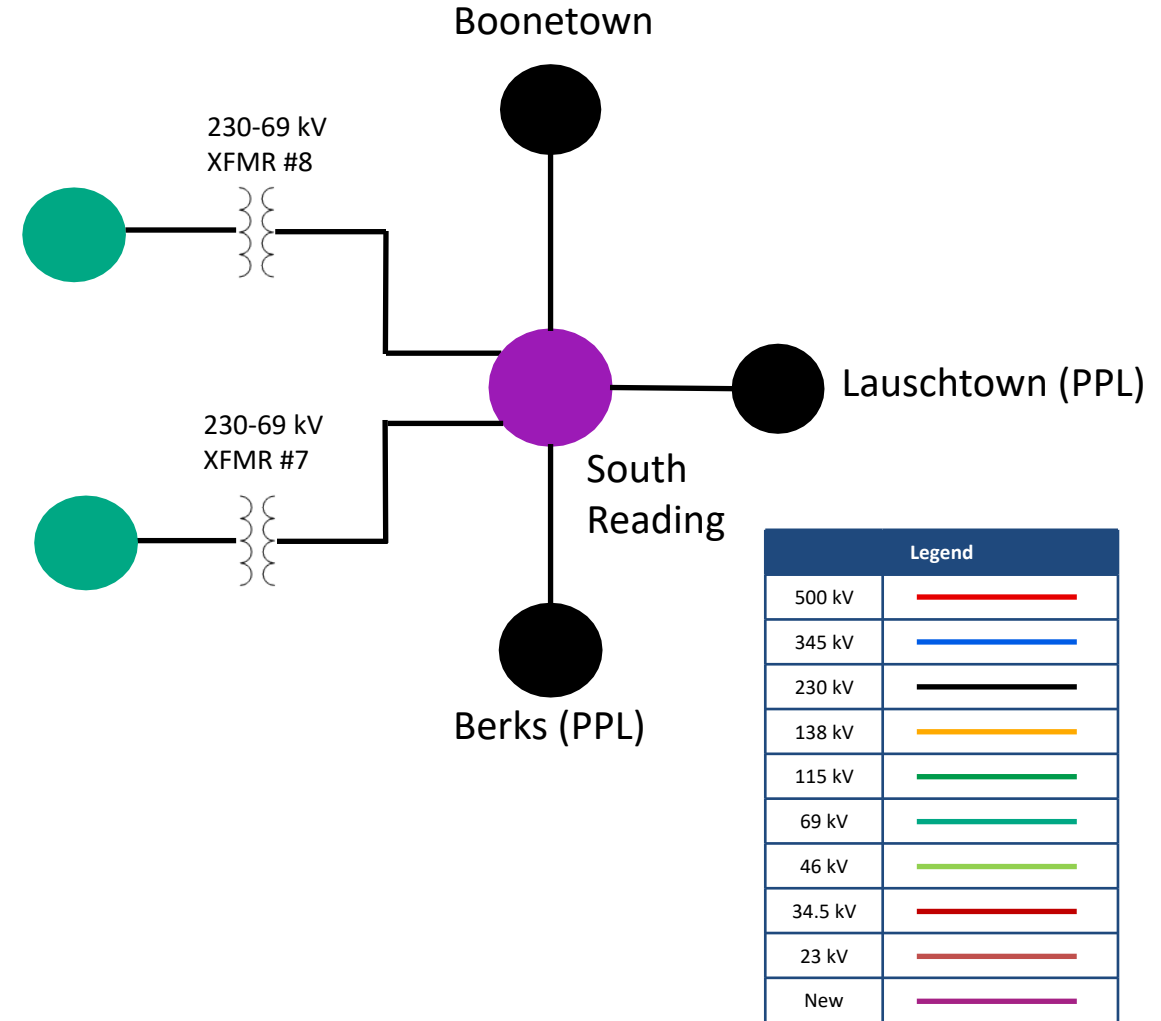 Boonetown
230-69 kV
XFMR #8
Lauschtown (PPL)
230-69 kV
XFMR #7
South
Reading
Berks (PPL)
Legend
500 kV
345 kV
230 kV
138 kV
115 kV
69 kV
46 kV
34.5 kV
23 kV
New